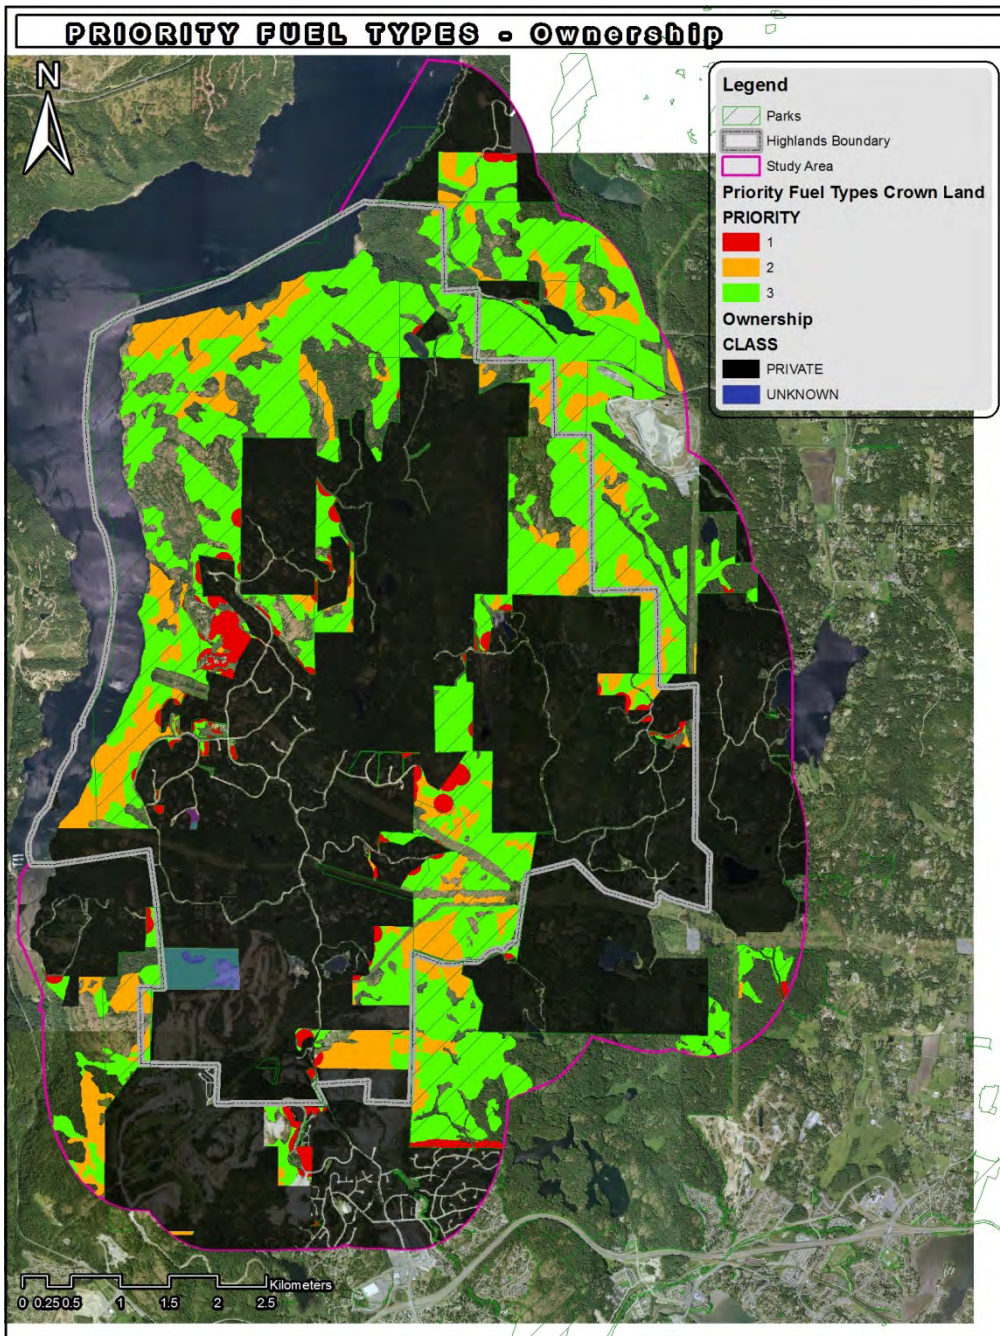 PRIORITY FUEL TYPES - Ownership
N
Legend
Parks
Highlands Boundary
Study Area
Priority Fuel Types Crown Land
PRIORITY
1
2
3
Ownership
CLASS
PRIVATE
UNKNOWN
Kilometers
0 0.25 0.5 1 1.5 2 2.5